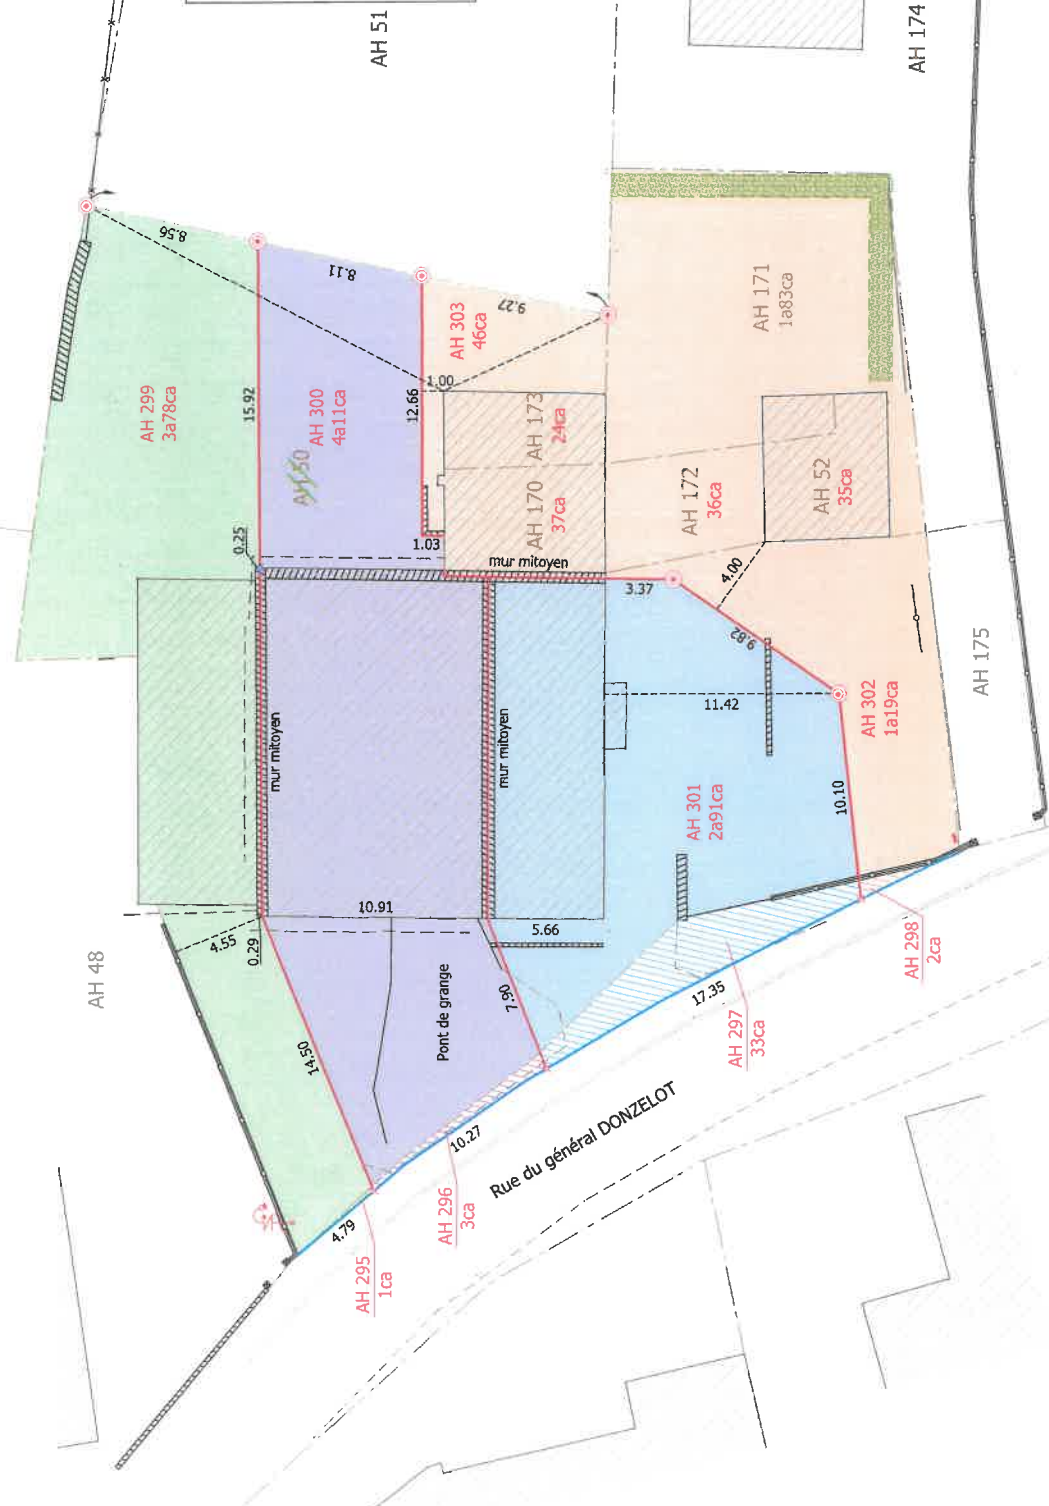 AH 51
AH 174
8.56
8.11
9.27
AH 303
46ca
AH 171
1a83ca
AH 299
3a78ca
15.92
AH 300
4a11ca
AH 50
12.66
1.00
AH 173
24ca
AH 170
37ca
AH 172
36ca
AH 52
35ca
0.25
1.03
mur mitoyen
3.37
4.00
9.82
AH 175
mur mitoyen
mur mitoyen
11.42
AH 302
1a19ca
AH 301
2a91ca
10.10
10.91
5.66
4.55
0.29
AH 48
7.90
Pont de grange
14.50
17.35
AH 298
2ca
AH 297
33ca
10.27
Rue du général DONZELOT
AH 296
3ca
4.79
AH 295
1ca